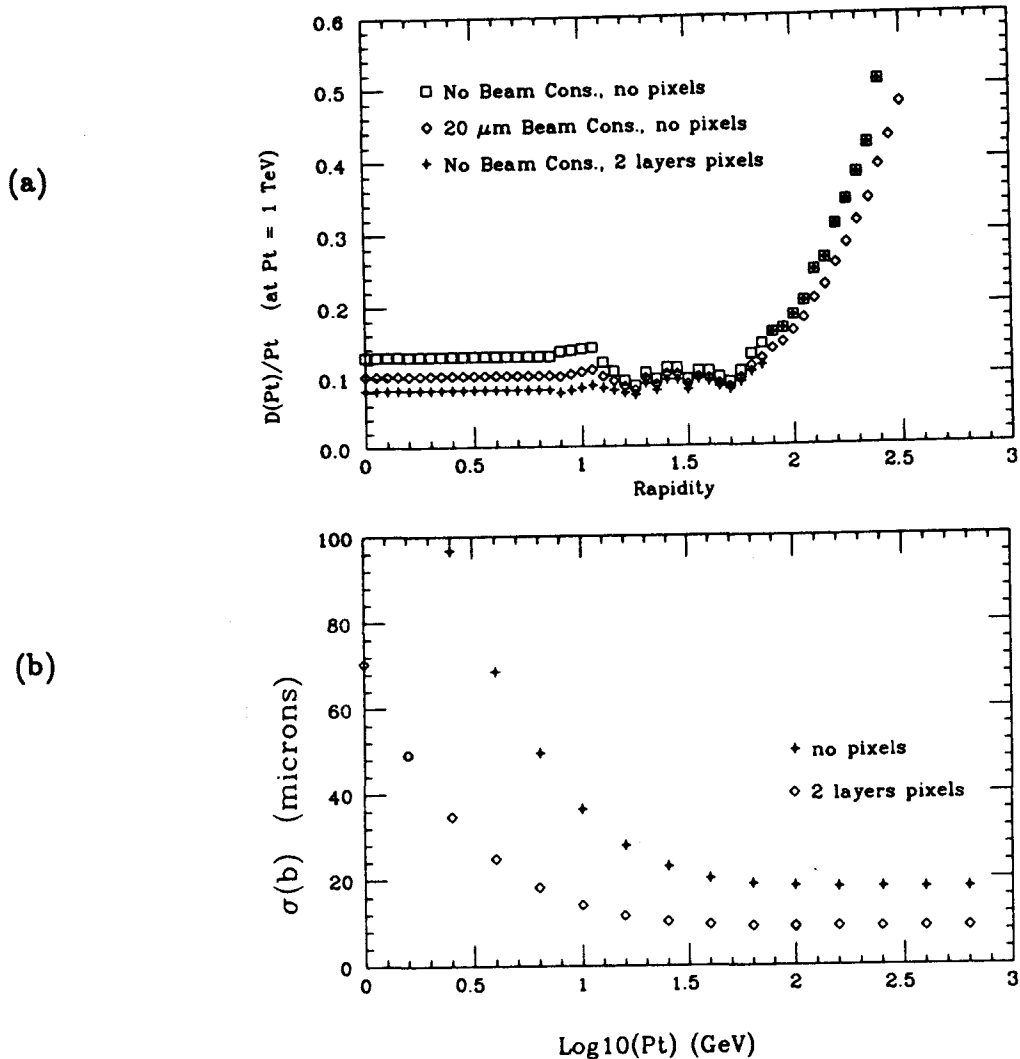 (a)
D(Pt)/Pt (at Pt = 1 TeV)
0.6
0.5
0.4
0.3
0.2
0.1
0.0
No Beam Cons., no pixels
20 μm Beam Cons., no pixels
No Beam Cons., 2 layers pixels
0 0.5 1 1.5 2 2.5 3
Rapidity
(b)
σ(b) (microns)
100
80
60
40
20
0
no pixels
2 layers pixels
0 0.5 1 1.5 2 2.5 3
Log10(Pt) (GeV)